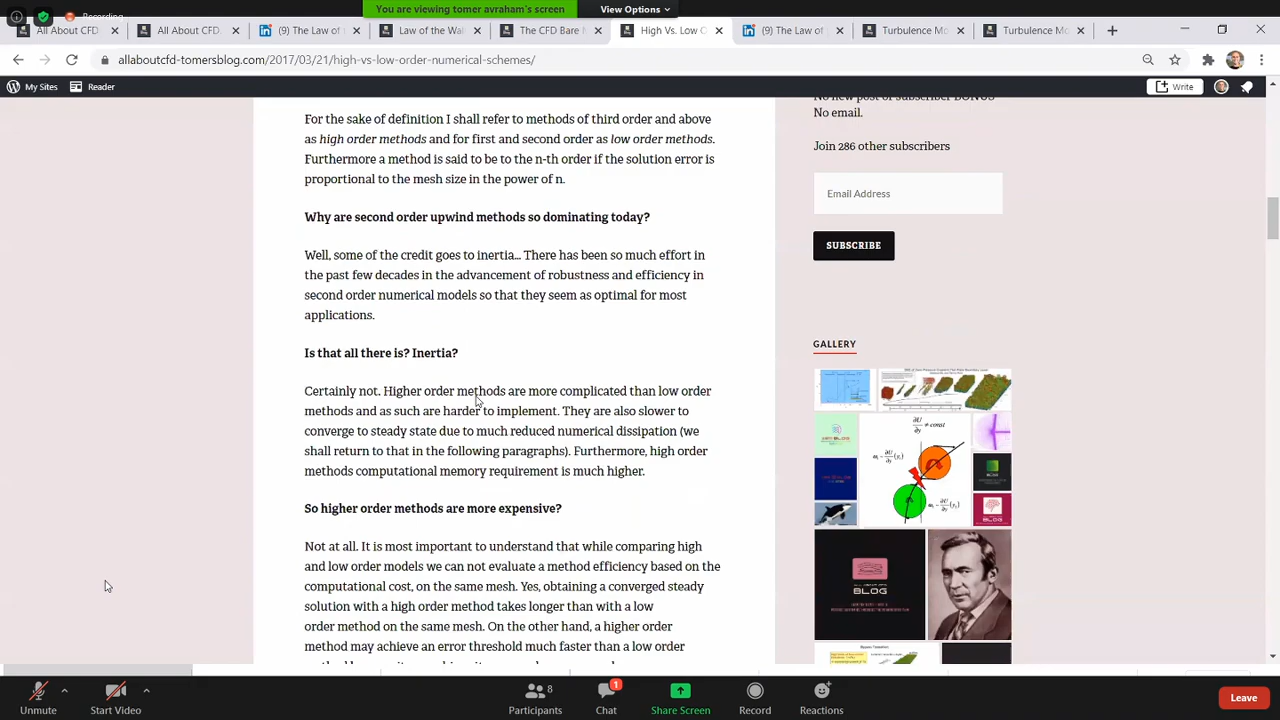 Recording
You are viewing tomer avraham's screen
View Options
All About CFD
All About CFD.
(9) The Law of
Law of the Wa
The CFD Bare
High Vs. Low O
(9) The Law of
Turbulence Mo
Turbulence Mo
allaboutcfd-tomersblog.com/2017/03/21/high-vs-low-order-numerical-schemes/
My Sites
Reader
Write
For the sake of definition I shall refer to methods of third order and above
as high order methods and for first and second order as low order methods.
Furthermore a method is said to be to the n-th order if the solution error is
proportional to the mesh size in the power of n.
Why are second order upwind methods so dominating today?
Well, some of the credit goes to inertia... There has been so much effort in
the past few decades in the advancement of robustness and efficiency in
second order numerical models so that they seem as optimal for most
applications.
Is that all there is? Inertia?
Certainly not. Higher order methods are more complicated than low order
methods and as such are harder to implement. They are also slower to
converge to steady state due to much reduced numerical dissipation (we
shall return to that in the following paragraphs). Furthermore, high order
methods computational memory requirement is much higher.
So higher order methods are more expensive?
Not at all. It is most important to understand that while comparing high
and low order models we can not evaluate a method efficiency based on the
computational cost, on the same mesh. Yes, obtaining a converged steady
solution with a high order method takes longer than with a low
order method on the same mesh. On the other hand, a higher order
method may achieve an error threshold much faster than a low order
No new post or subscriber BONUS
No email.
Join 286 other subscribers
Email Address
SUBSCRIBE
GALLERY
∂U/∂y ≠ const
BLOG
BLOG
Unmute
Start Video
8
Participants
1
Chat
Share Screen
Record
Reactions
Leave